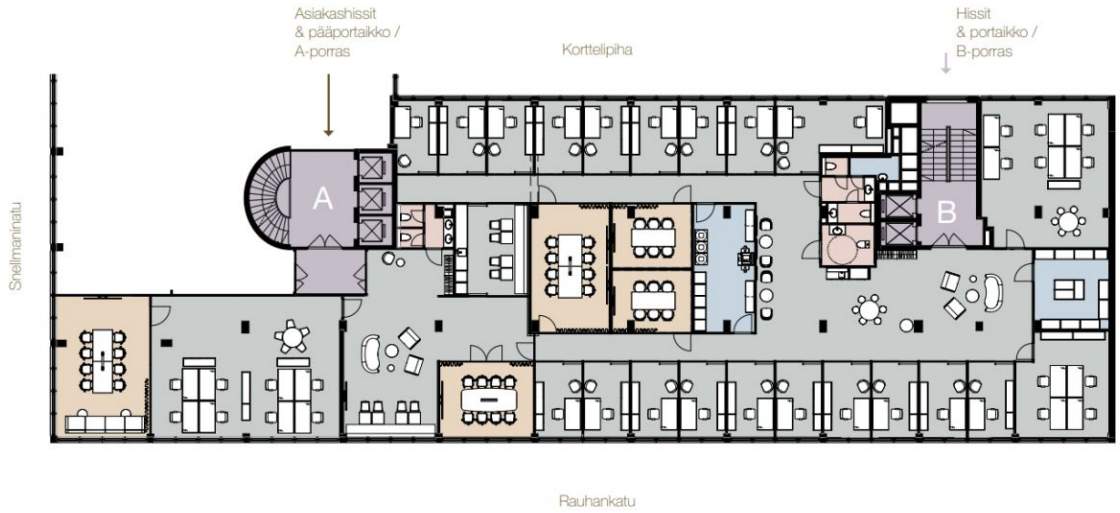 Asiakashissit
& pääportaikko /
A-porras
Hissit
& portaikko /
B-porras
Korttelipiha
A
B
Snellmaninatu
Rauhankatu